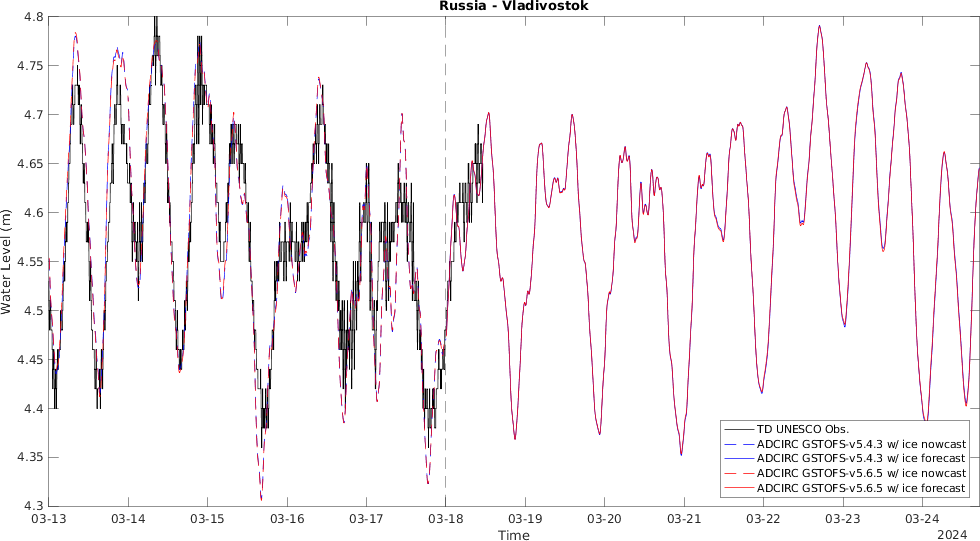 Russia - Vladivostok
4.8
4.75
4.7
4.65
4.6
4.55
4.5
4.45
4.4
4.35
4.3
Water Level (m)
TD UNESCO Obs.
ADCIRC GSTOFS-v5.4.3 w/ ice nowcast
ADCIRC GSTOFS-v5.4.3 w/ ice forecast
ADCIRC GSTOFS-v5.6.5 w/ ice nowcast
ADCIRC GSTOFS-v5.6.5 w/ ice forecast
03-13 03-14 03-15 03-16 03-17 03-18 03-19 03-20 03-21 03-22 03-23 03-24
Time
2024